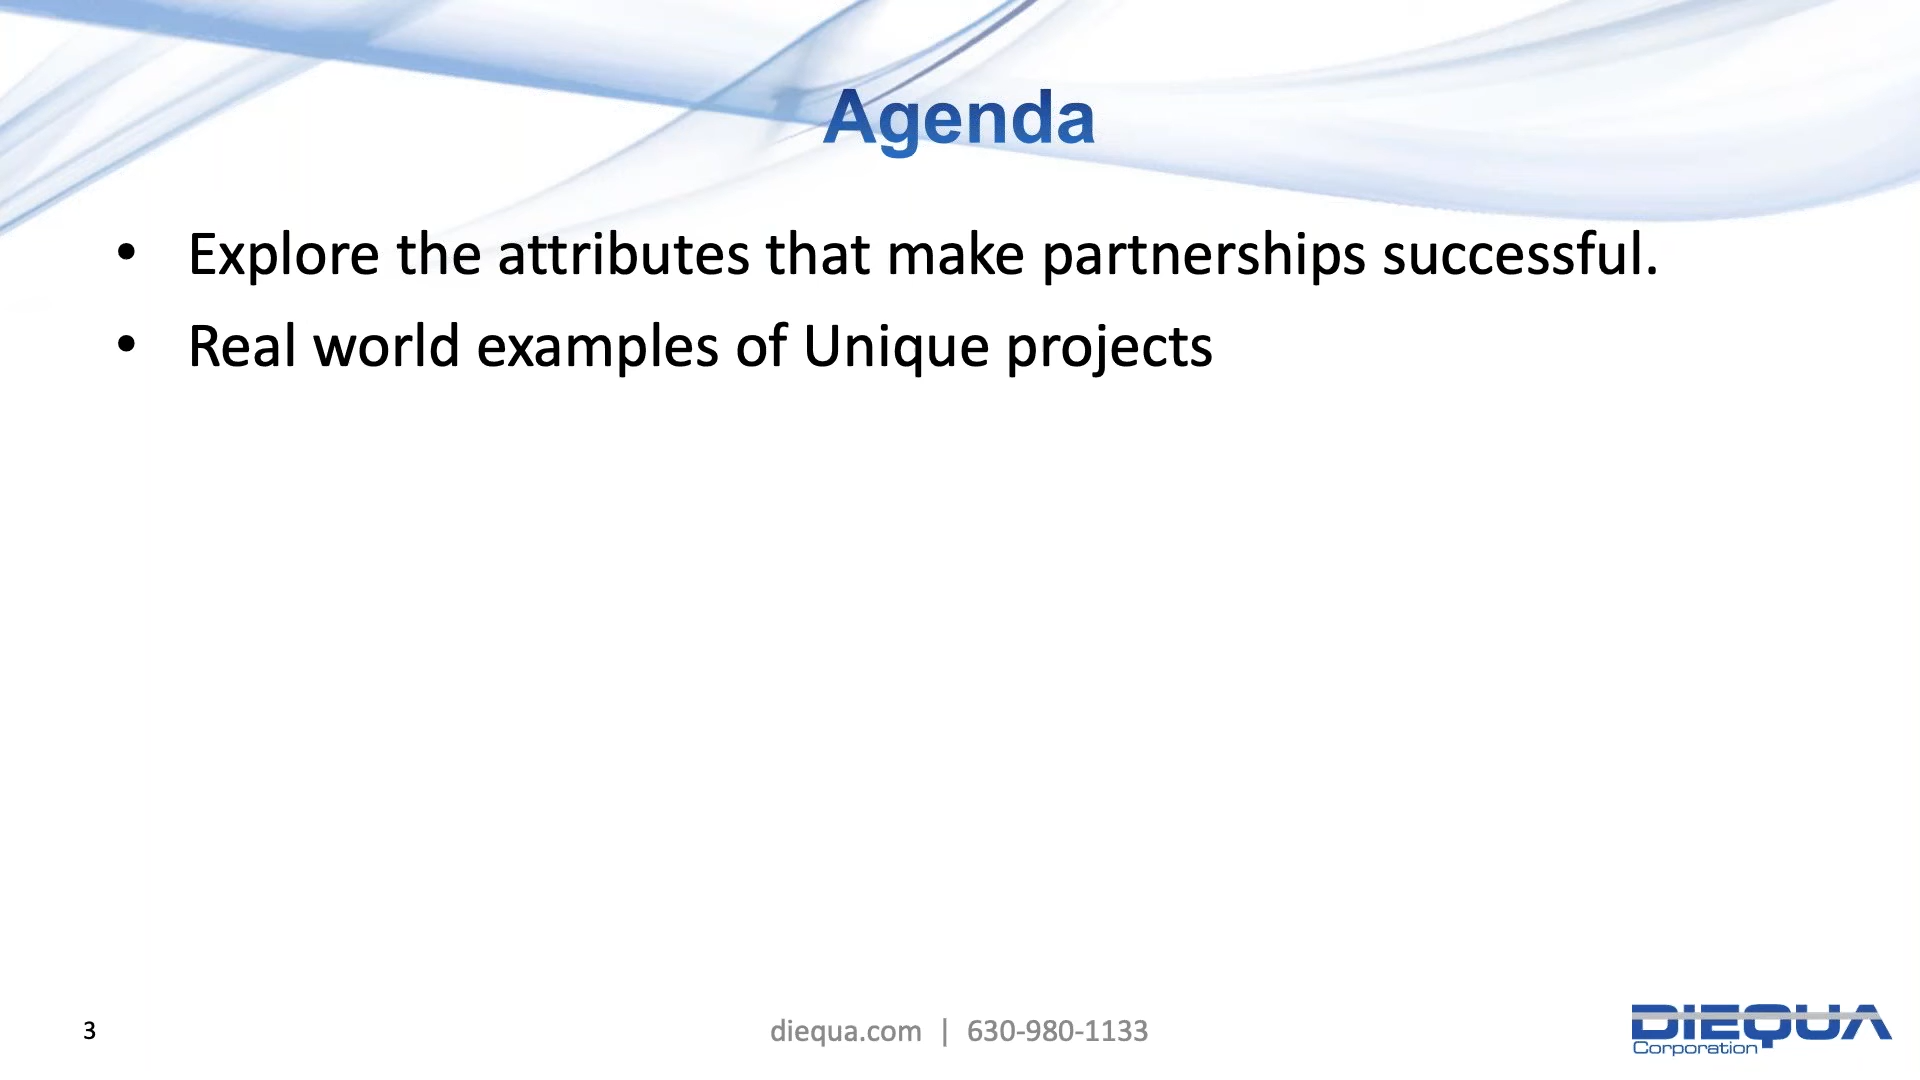 Agenda
• Explore the attributes that make partnerships successful.
• Real world examples of Unique projects
3
diequa.com | 630-980-1133
DIEQUA
Corporation